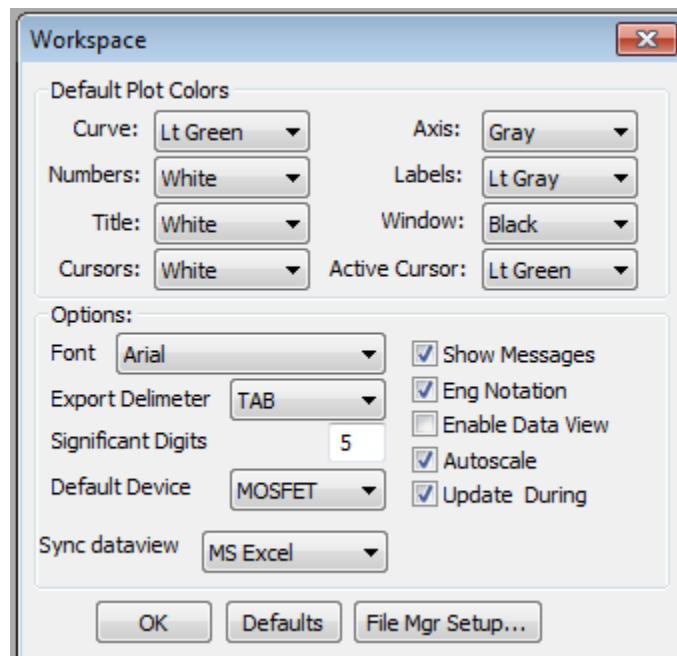 Workspace
Default Plot Colors
Curve: Lt Green Axis: Gray
Numbers: White Labels: Lt Gray
Title: White Window: Black
Cursors: White Active Cursor: Lt Green
Options:
Font Arial Show Messages
Export Delimeter TAB Eng Notation
Enable Data View
Significant Digits 5
Autoscale
Default Device MOSFET Update During
Sync dataview MS Excel
OK Defaults File Mgr Setup...